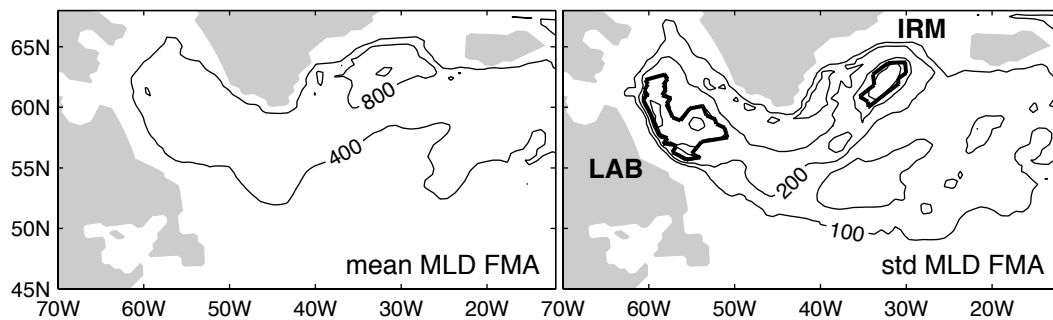 65N
60N
55N
50N
45N
800
400
mean MLD FMA
70W 60W 50W 40W 30W 20W
IRM
LAB
200
100
std MLD FMA
70W 60W 50W 40W 30W 20W